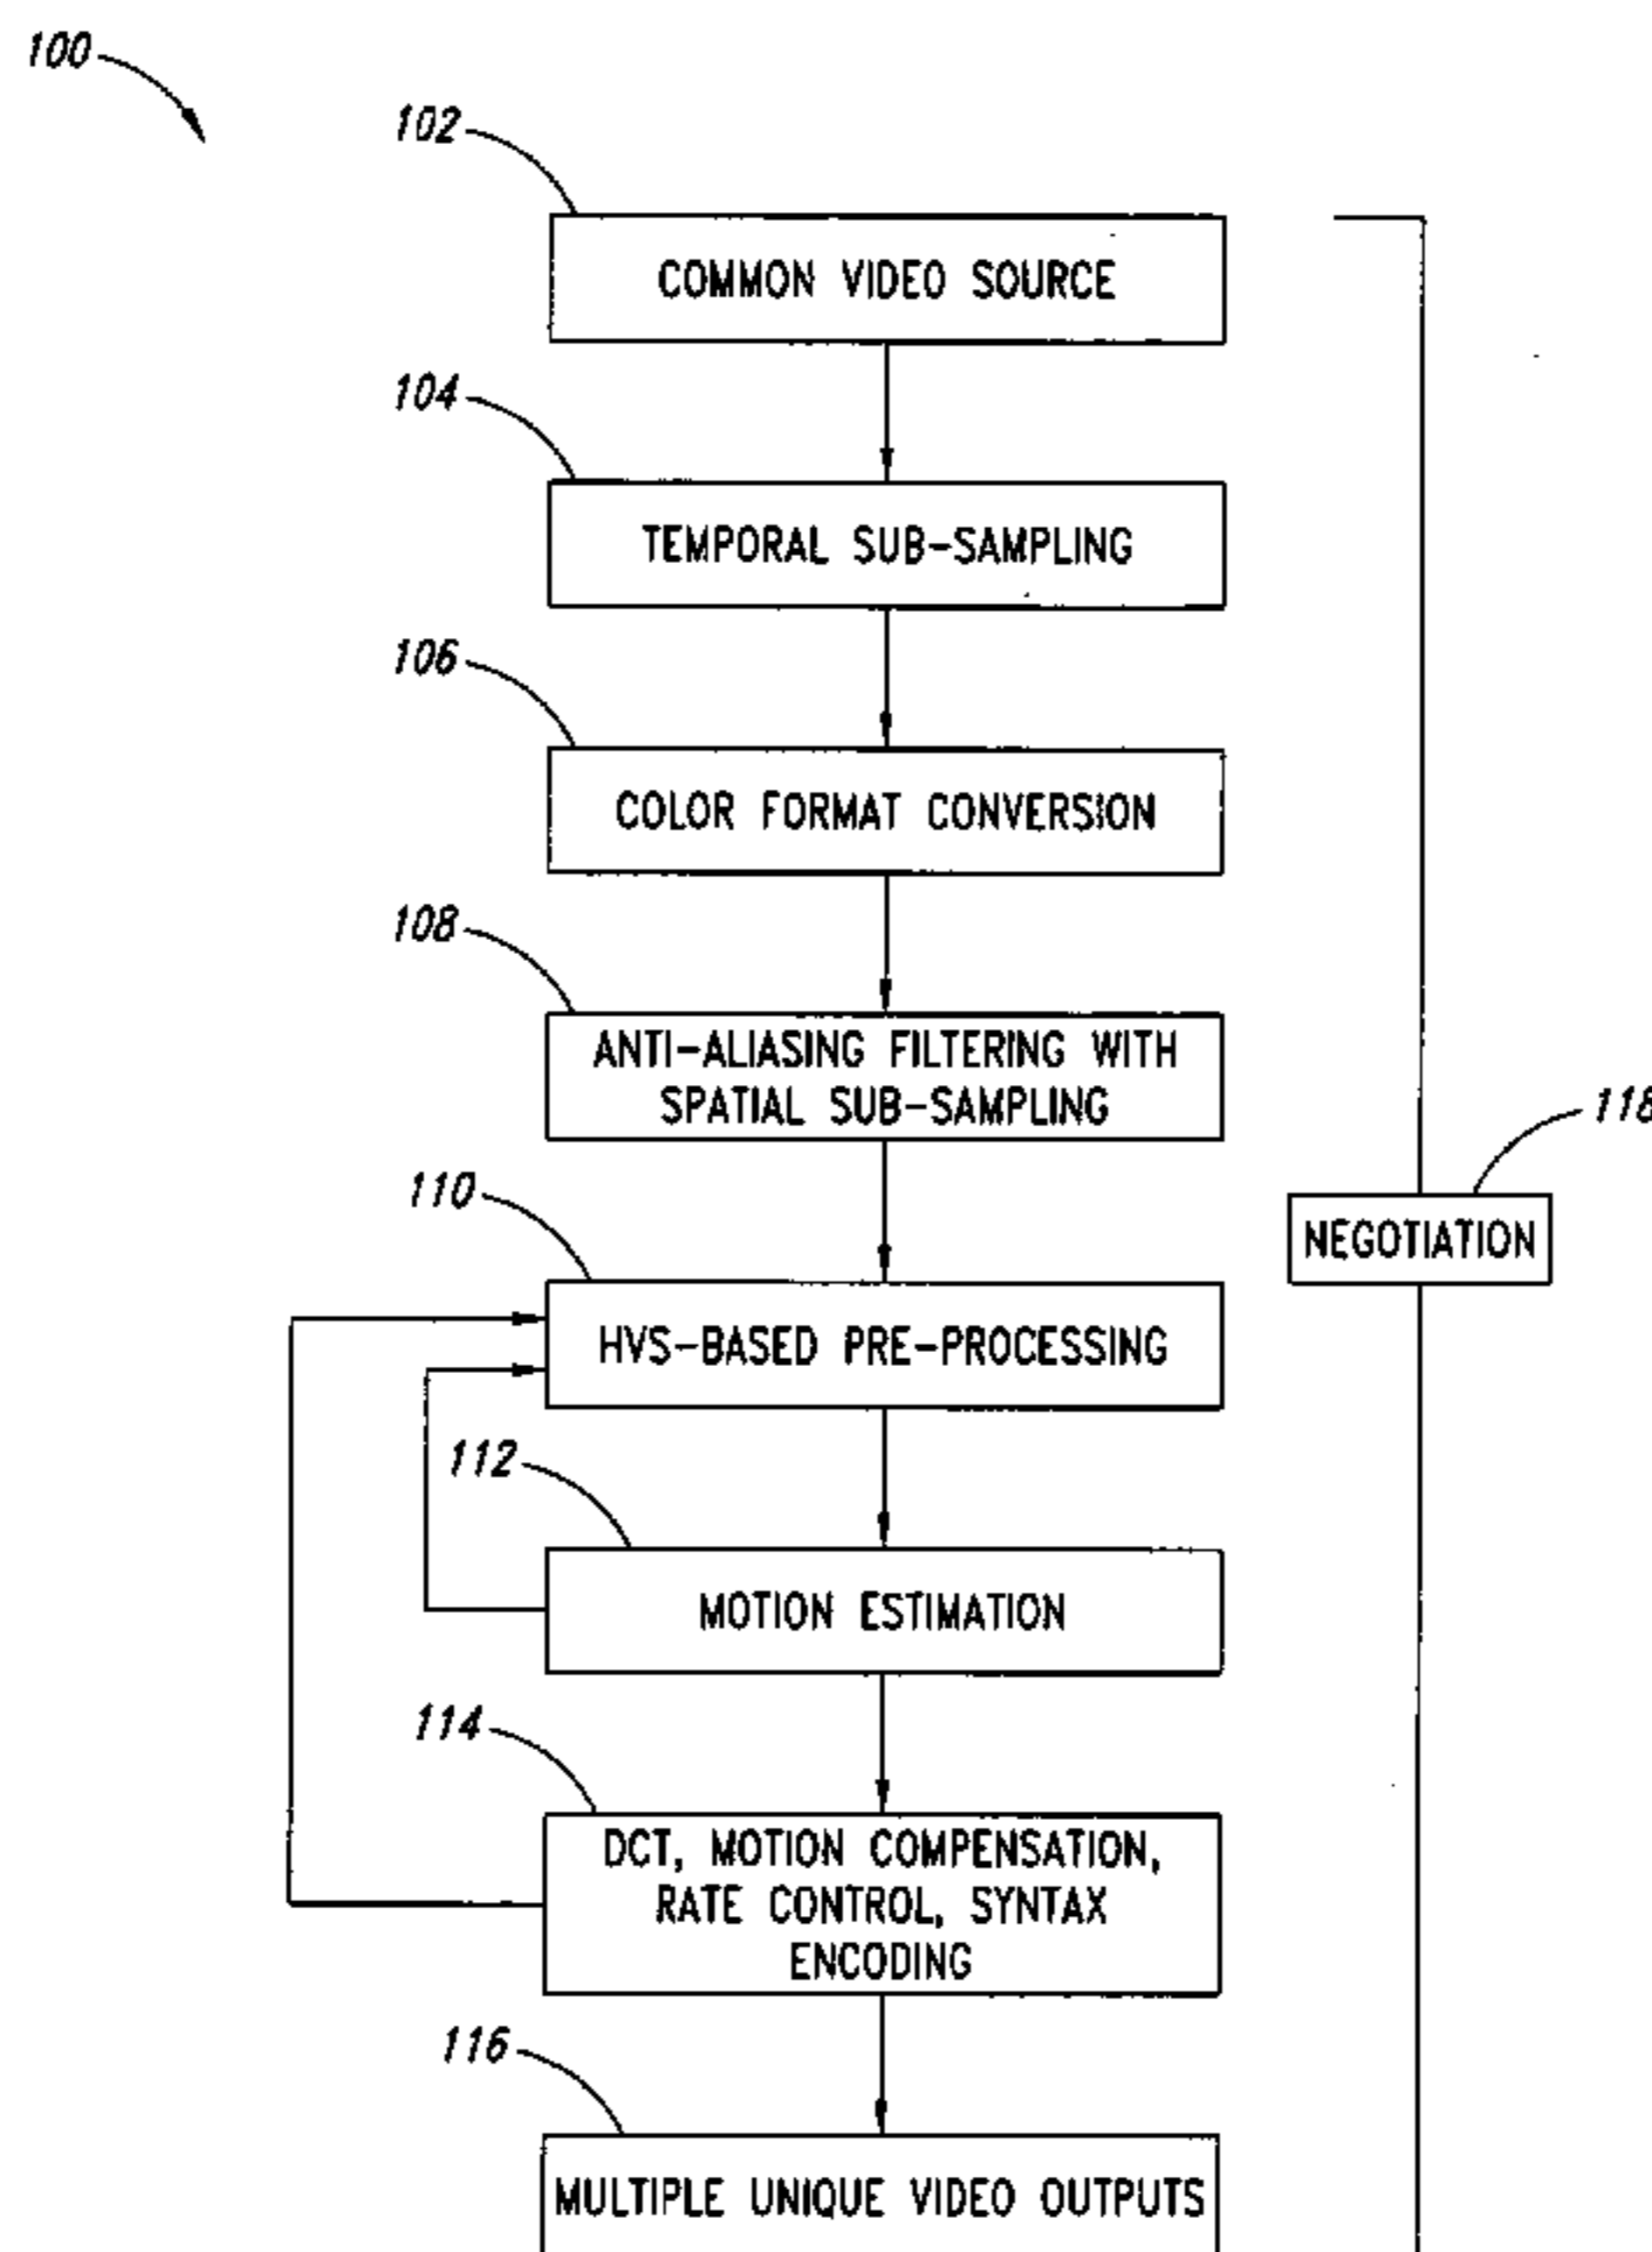 100
102
COMMON VIDEO SOURCE
104
TEMPORAL SUB-SAMPLING
106
COLOR FORMAT CONVERSION
108
ANTI-ALIASING FILTERING WITH
SPATIAL SUB-SAMPLING
118
110
NEGOTIATION
HVS-BASED PRE-PROCESSING
112
MOTION ESTIMATION
114
DCT, MOTION COMPENSATION,
RATE CONTROL, SYNTAX
ENCODING
116
MULTIPLE UNIQUE VIDEO OUTPUTS